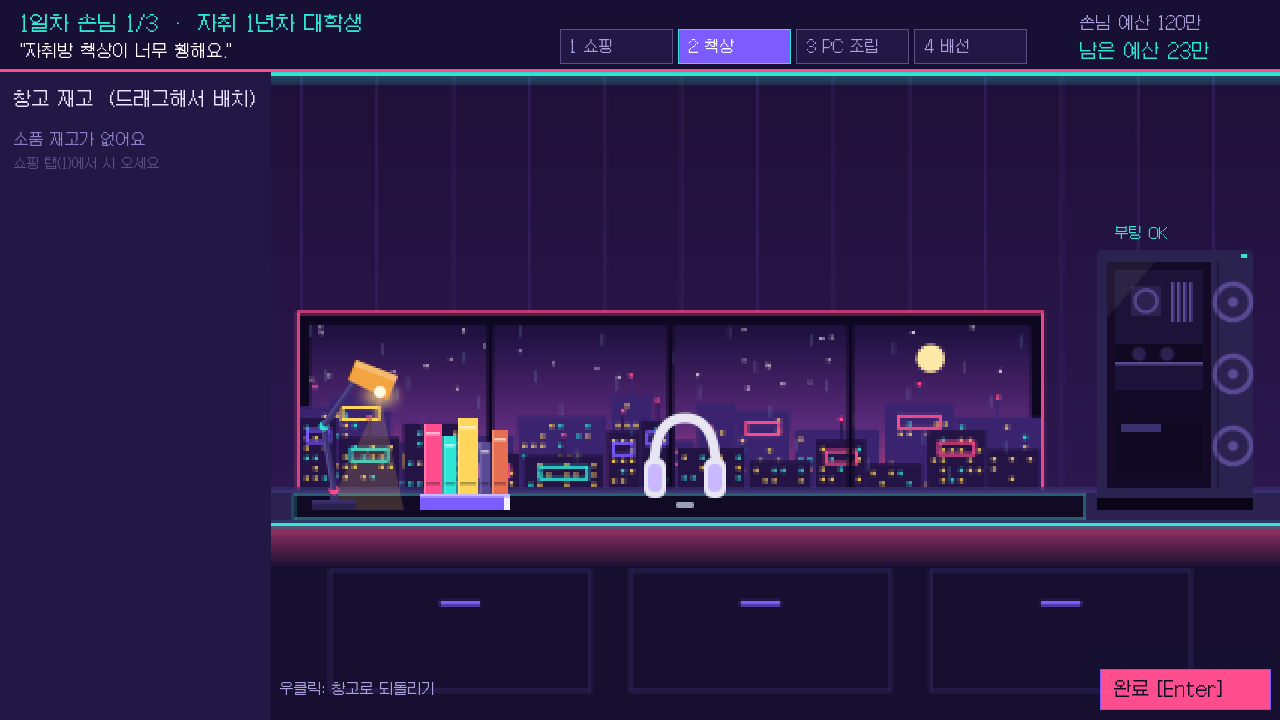 1일차 손님 1/3 · 자취 1년차 대학생
"자취방 책상이 너무 휑해요."
1 쇼핑
2 책상
3 PC 조립
4 배선
손님 예산 120만
남은 예산 23만
창고 재고 (드래그해서 배치)
소품 재고가 없어요
쇼핑 탭(1)에서 사 오세요
부팅 OK
우클릭: 창고로 되돌리기
완료 [Enter]